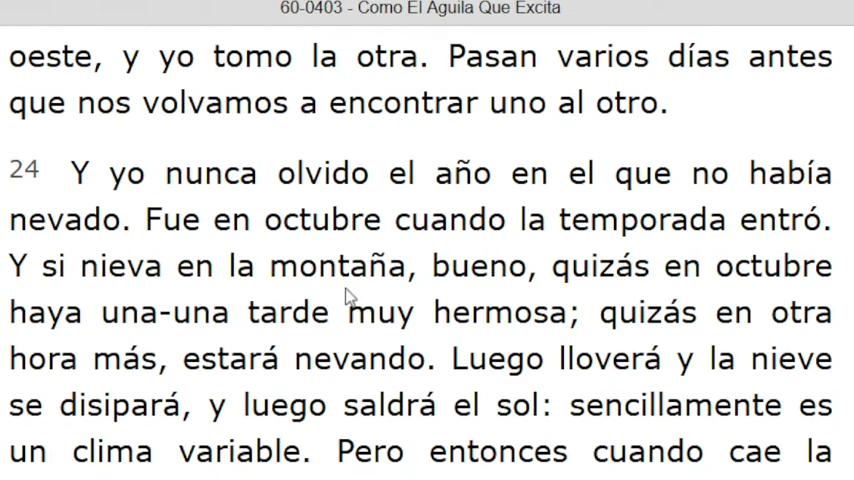 60-0403 - Como El Aguila Que Excita
oeste, y yo tomo la otra. Pasan varios días antes
que nos volvamos a encontrar uno al otro.
24 Y yo nunca olvido el año en el que no había
nevado. Fue en octubre cuando la temporada entró.
Y si nieva en la montaña, bueno, quizás en octubre
haya una-una tarde muy hermosa; quizás en otra
hora más, estará nevando. Luego lloverá y la nieve
se disipará, y luego saldrá el sol: sencillamente es
un clima variable. Pero entonces cuando cae la